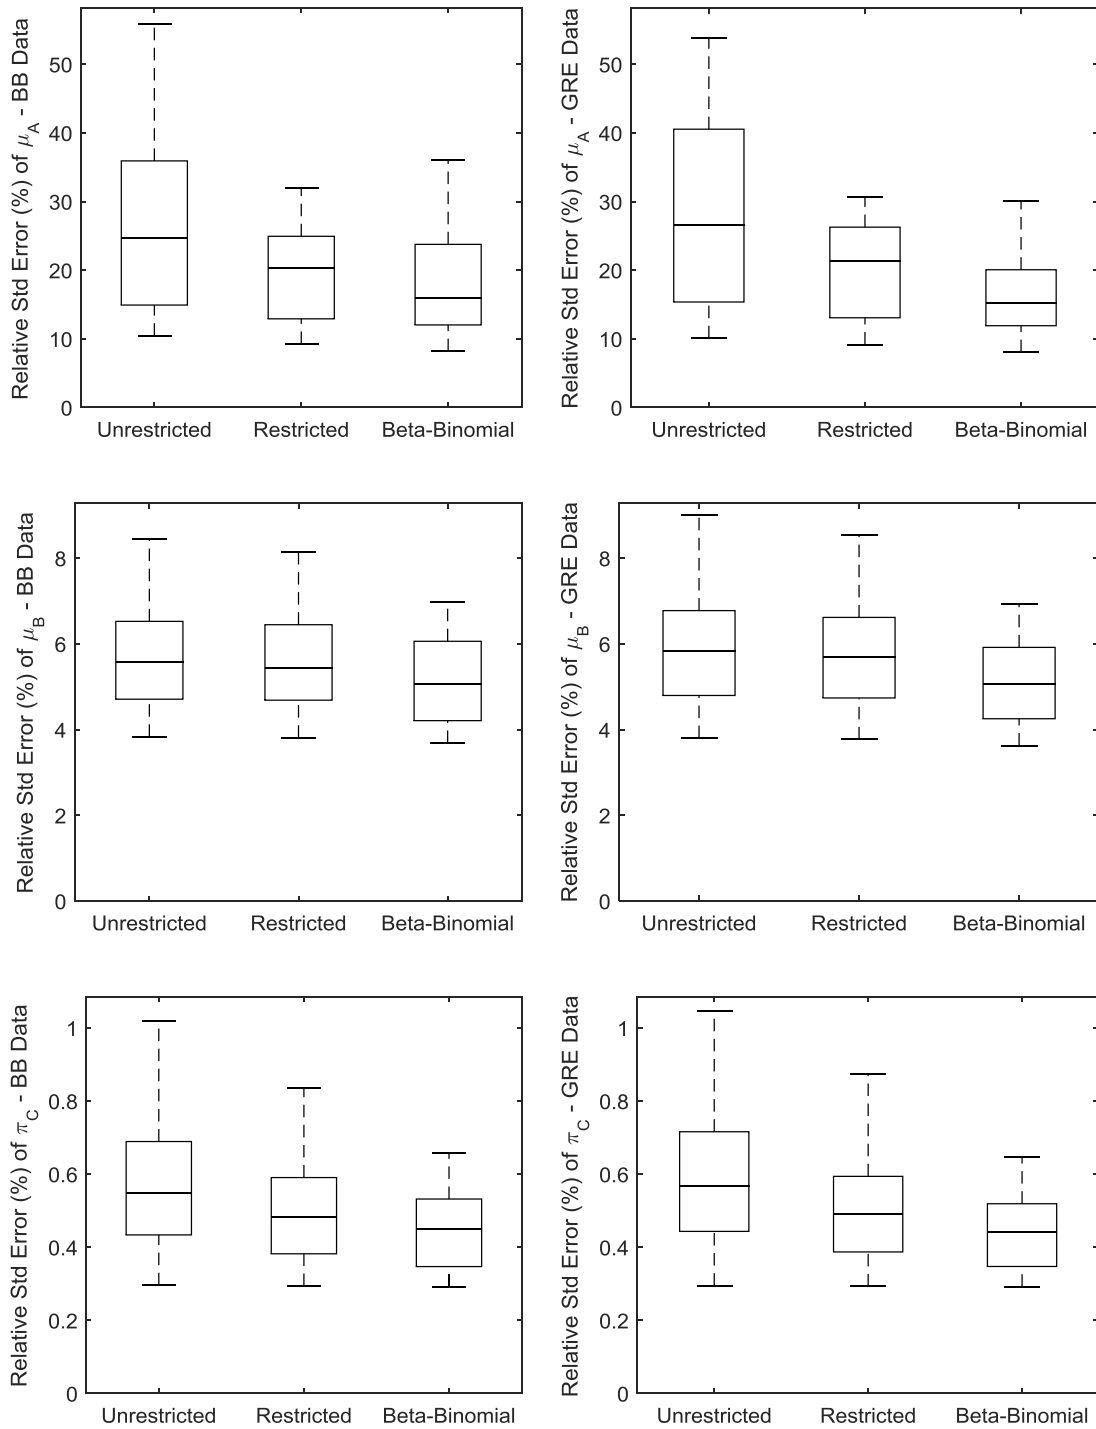 Relative Std Error (%) of μA - BB Data
50
40
30
20
10
0
Unrestricted Restricted Beta-Binomial
Relative Std Error (%) of μA - GRE Data
50
40
30
20
10
0
Unrestricted Restricted Beta-Binomial
Relative Std Error (%) of μB - BB Data
8
6
4
2
0
Unrestricted Restricted Beta-Binomial
Relative Std Error (%) of μB - GRE Data
8
6
4
2
0
Unrestricted Restricted Beta-Binomial
Relative Std Error (%) of πC - BB Data
1
0.8
0.6
0.4
0.2
0
Unrestricted Restricted Beta-Binomial
Relative Std Error (%) of πC - GRE Data
1
0.8
0.6
0.4
0.2
0
Unrestricted Restricted Beta-Binomial